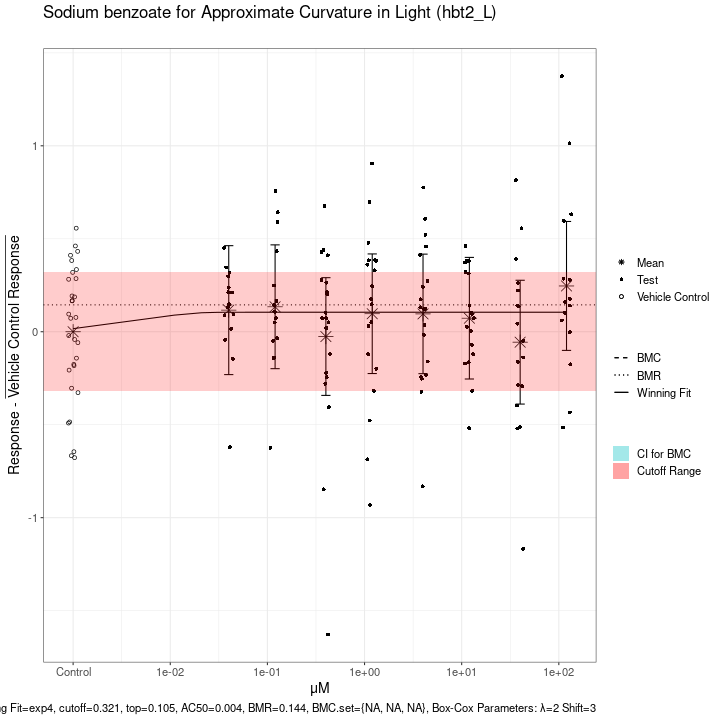 Sodium benzoate for Approximate Curvature in Light (hbt2_L)
Response - Vehicle Control Response
1
0
-1
Control
1e-02
1e-01
1e+00
1e+01
1e+02
µM
Mean
Test
Vehicle Control
BMC
BMR
Winning Fit
CI for BMC
Cutoff Range
g Fit=exp4, cutoff=0.321, top=0.105, AC50=0.004, BMR=0.144, BMC.set={NA, NA, NA}, Box-Cox Parameters: λ=2 Shift=3